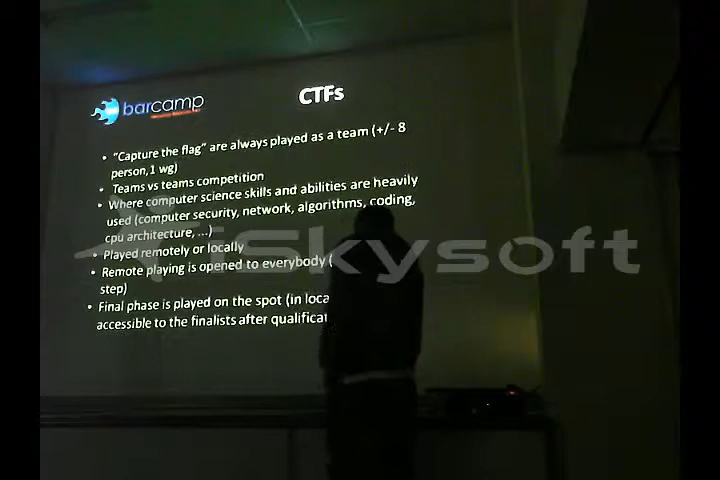 barcamp
CTFs
• "Capture the flag" are always played as a team (+/- 8
person,1 wg)
• Teams vs teams competition
• Where computer science skills and abilities are heavily
used (computer security, network, algorithms, coding,
cpu architecture, ...)
• Played remotely or locally
• Remote playing is opened to everybody (
step)
• Final phase is played on the spot (in loca
accessible to the finalists after qualificat
iSkysoft